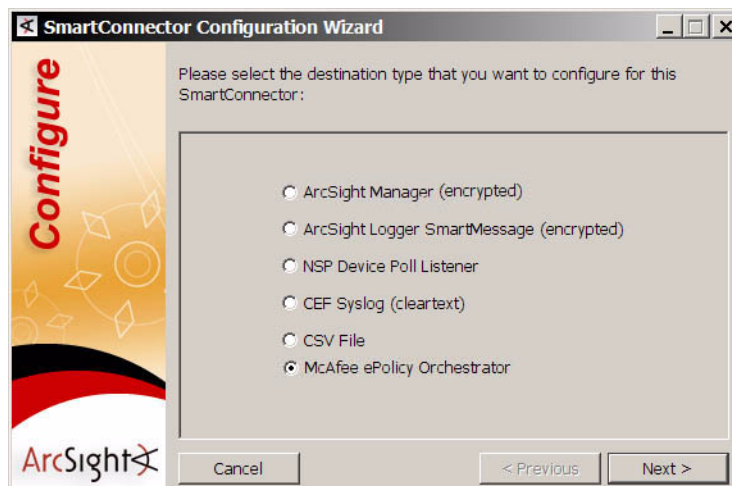 SmartConnector Configuration Wizard
Configure
Please select the destination type that you want to configure for this
SmartConnector:
ArcSight Manager (encrypted)
ArcSight Logger SmartMessage (encrypted)
NSP Device Poll Listener
CEF Syslog (cleartext)
CSV File
McAfee ePolicy Orchestrator
ArcSight
Cancel
< Previous
Next >